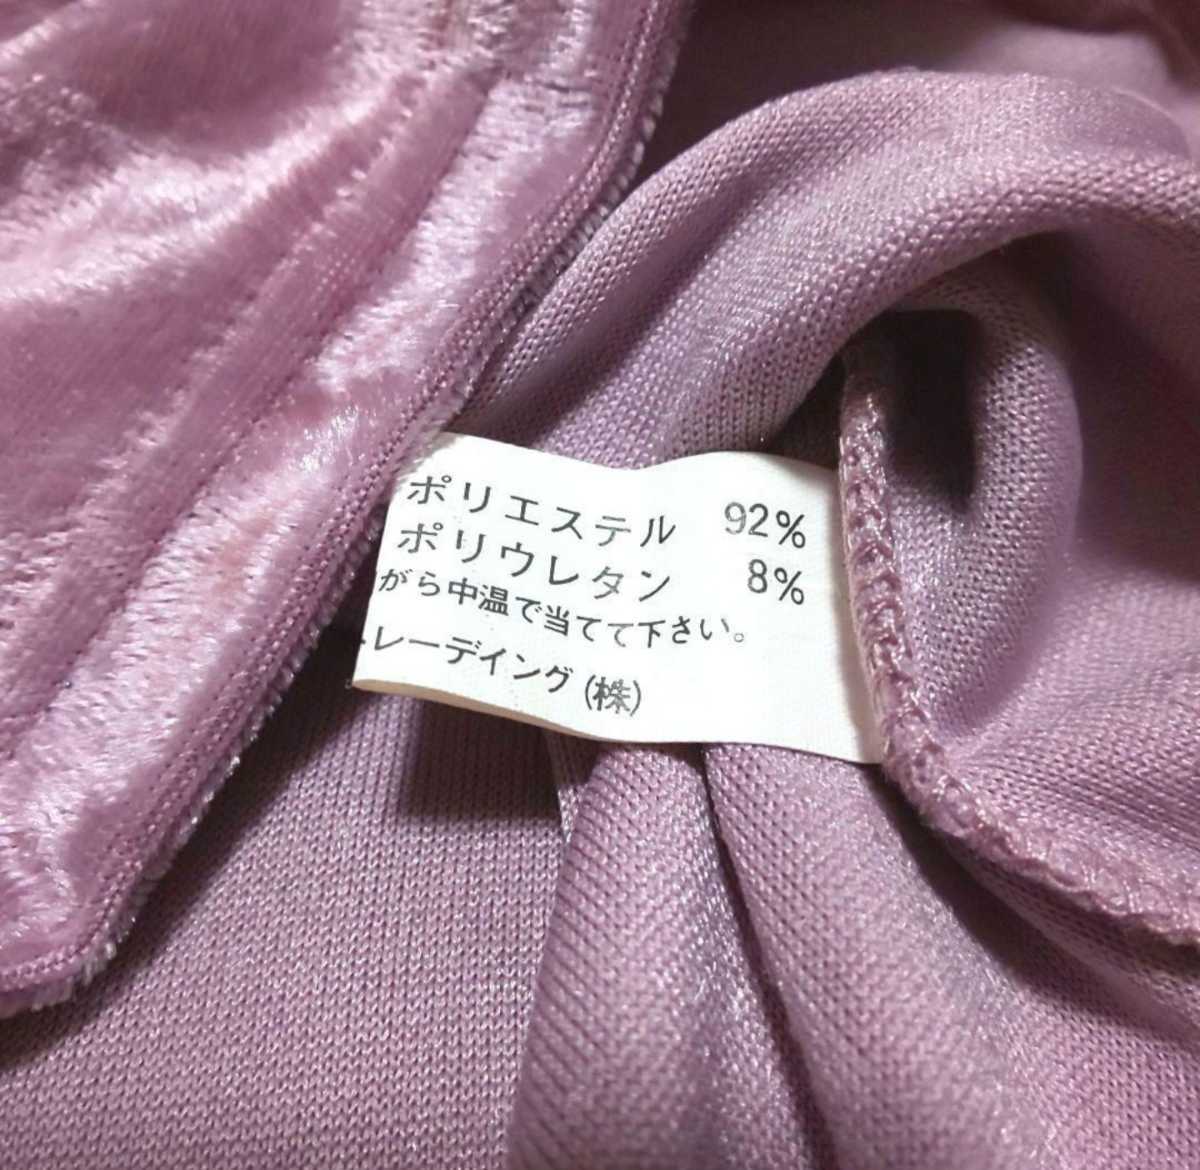 ポリエステル 92%
ポリウレタン 8%
がら中温で当てて下さい。
レーデイング(株)